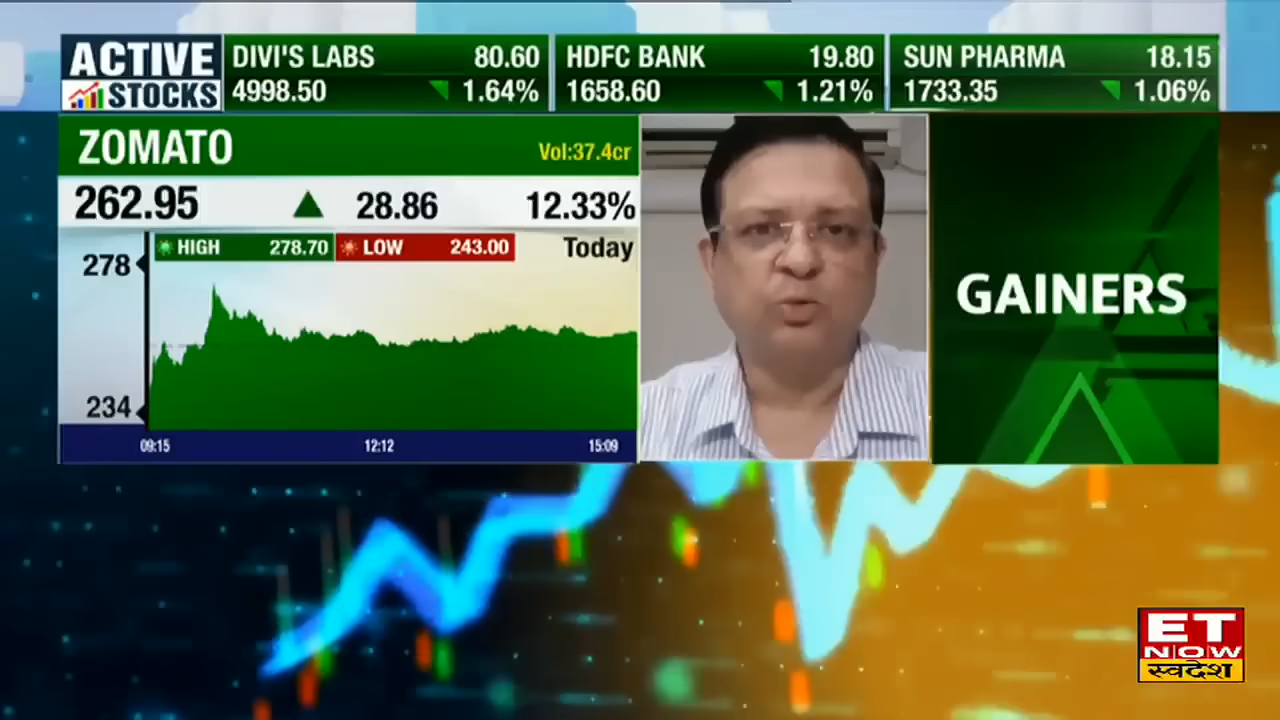 ACTIVE
STOCKS
DIVI'S LABS 80.60
4998.50 1.64%
HDFC BANK 19.80
1658.60 1.21%
SUN PHARMA 18.15
1733.35 1.06%
ZOMATO Vol:37.4cr
262.95 28.86 12.33%
HIGH 278.70 LOW 243.00 Today
278
234
09:15 12:12 15:09
GAINERS
ET
NOW
स्वदेश